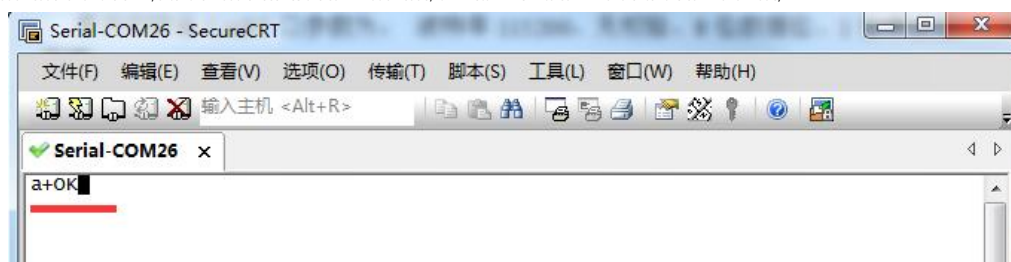 Serial-COM26 - SecureCRT
文件(F) 编辑(E) 查看(V) 选项(O) 传输(T) 脚本(S) 工具(L) 窗口(W) 帮助(H)
输入主机 <Alt+R>
Serial-COM26 x
a+OK